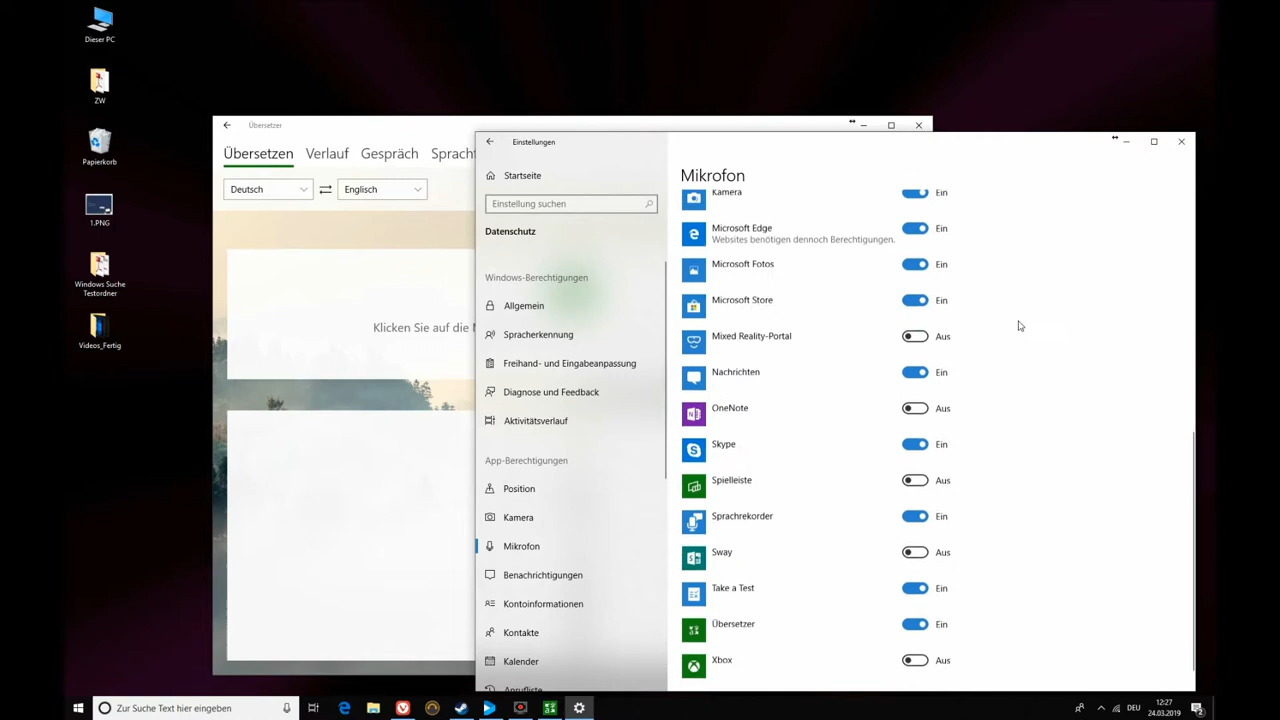 Dieser PC
ZW
Papierkorb
1.PNG
Windows Suche
Testordner
Videos_Fertig
Übersetzer
Übersetzen Verlauf Gespräch
Deutsch
Englisch
Klicken Sie auf die
Einstellungen
Startseite
Einstellung suchen
Datenschutz
Windows-Berechtigungen
Allgemein
Spracherkennung
Freihand- und Eingabeanpassung
Diagnose und Feedback
Aktivitätsverlauf
App-Berechtigungen
Position
Kamera
Mikrofon
Benachrichtigungen
Kontoinformationen
Kontakte
Kalender
Anrufliste
Mikrofon
Kamera Ein
Microsoft Edge Ein
Websites benötigen dennoch Berechtigungen.
Microsoft Fotos Ein
Microsoft Store Ein
Mixed Reality-Portal Aus
Nachrichten Ein
OneNote Aus
Skype Ein
Spielleiste Aus
Sprachrekorder Ein
Sway Aus
Take a Test Ein
Übersetzer Ein
Xbox Aus
Zur Suche Text hier eingeben
DEU
12:27
24.03.2019
2